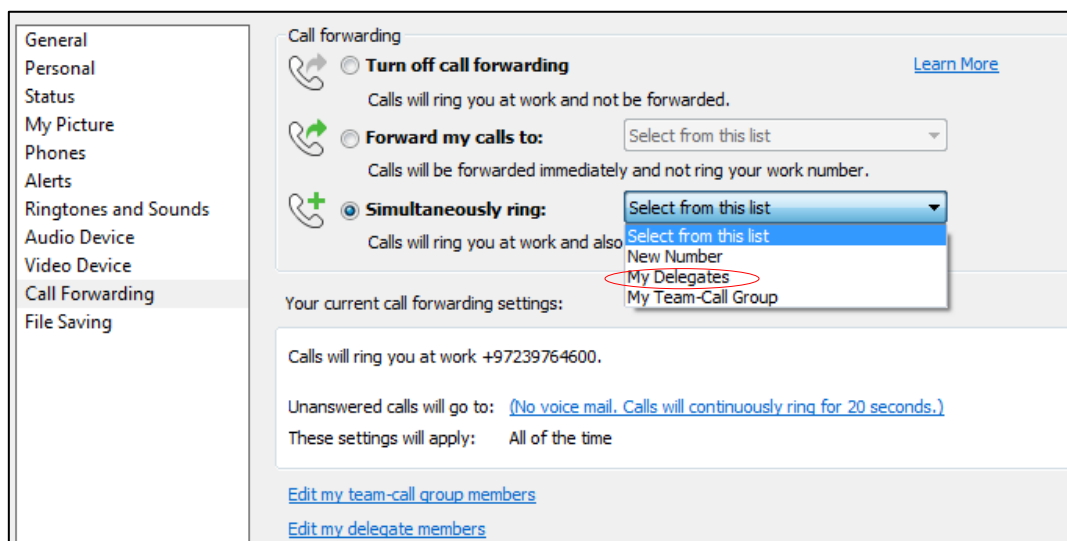 General
Personal
Status
My Picture
Phones
Alerts
Ringtones and Sounds
Audio Device
Video Device
Call Forwarding
File Saving
Call forwarding
Turn off call forwarding
Learn More
Calls will ring you at work and not be forwarded.
Forward my calls to:
Select from this list
Calls will be forwarded immediately and not ring your work number.
Simultaneously ring:
Select from this list
Calls will ring you at work and also
Select from this list
New Number
My Delegates
My Team-Call Group
Your current call forwarding settings:
Calls will ring you at work +97239764600.
Unanswered calls will go to: (No voice mail. Calls will continuously ring for 20 seconds.)
These settings will apply: All of the time
Edit my team-call group members
Edit my delegate members